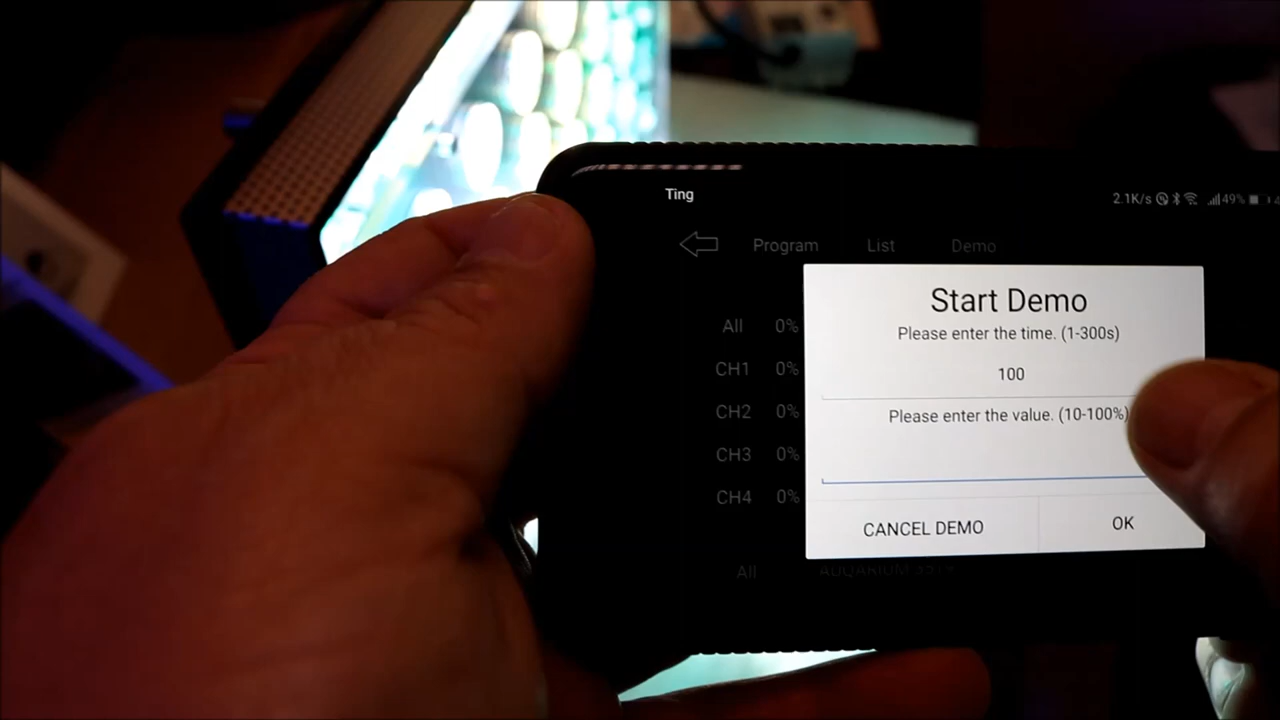 Ting
2.1K/s 49%
Program List Demo
Start Demo
Please enter the time. (1-300s)
All 0%
CH1 0%
100
CH2 0%
Please enter the value. (10-100%)
CH3 0%
CH4 0%
CANCEL DEMO OK
All